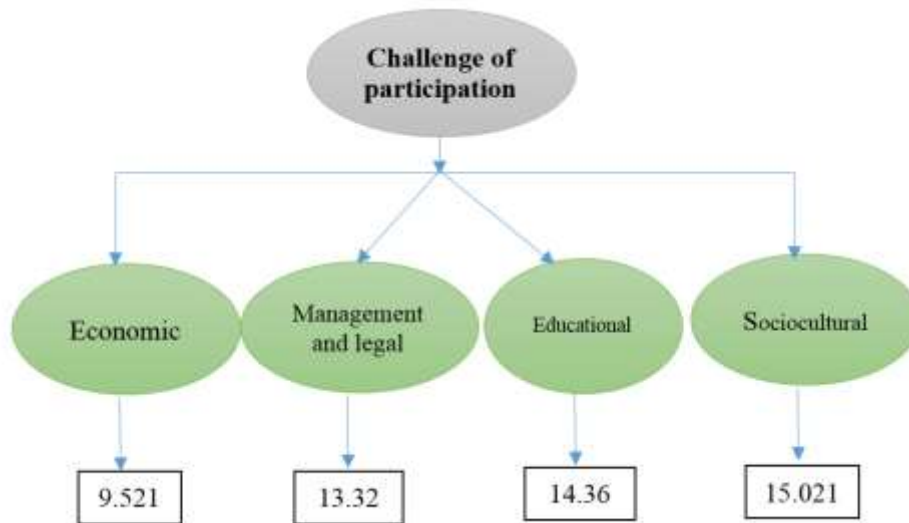 Challenge of
participation
Economic
Management
and legal
Educational
Sociocultural
9.521
13.32
14.36
15.021